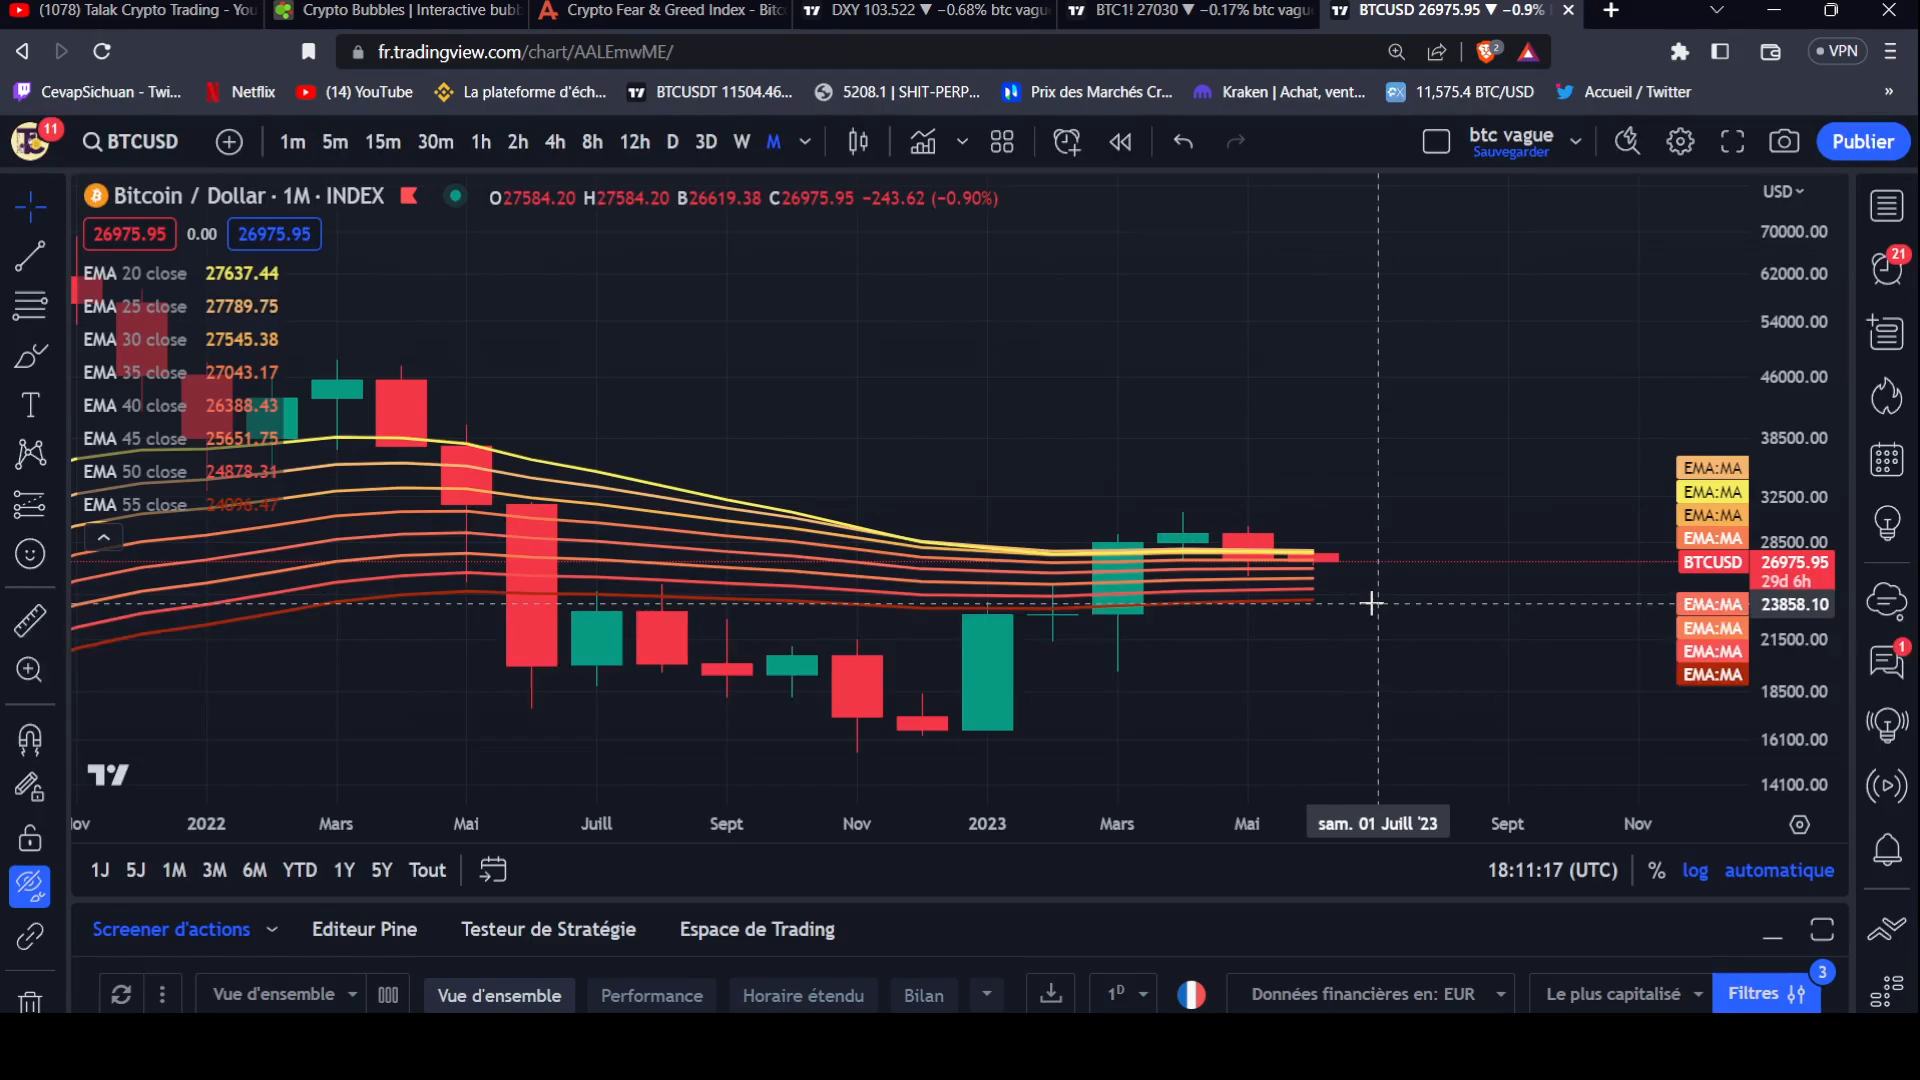 (1078) Talak Crypto Trading - You
Crypto Bubbles | Interactive bubb
Crypto Fear & Greed Index - Bitc
DXY 103.522 ▼ −0.68% btc vagu
BTC1! 27030 ▼ −0.17% btc vagu
BTCUSD 26975.95 ▼ −0.9%
fr.tradingview.com/chart/AALEmwME/
2
VPN
CevapSichuan - Twi...
Netflix
(14) YouTube
La plateforme d'éch...
BTCUSDT 11504.46...
5208.1 | SHIT-PERP...
Prix des Marchés Cr...
Kraken | Achat, vent...
11,575.4 BTC/USD
Accueil / Twitter
»
11
BTCUSD
1m 5m 15m 30m 1h 2h 4h 8h 12h D 3D W M
btc vague
Sauvegarder
Publier
Bitcoin / Dollar · 1M · INDEX
O27584.20 H27584.20 B26619.38 C26975.95 −243.62 (−0.90%)
USD
26975.95 0.00 26975.95
EMA 20 close 27637.44
EMA 25 close 27789.75
EMA 30 close 27545.38
EMA 35 close 27043.17
EMA 40 close 26388.43
EMA 45 close 25651.75
EMA 50 close 24878.31
EMA 55 close 24096.47
70000.00
62000.00
54000.00
46000.00
38500.00
32500.00
28500.00
21500.00
18500.00
16100.00
14100.00
EMA:MA
EMA:MA
EMA:MA
EMA:MA
BTCUSD 26975.95
29d 6h
EMA:MA 23858.10
EMA:MA
EMA:MA
EMA:MA
21
1
2022 Mars Mai Juill Sept Nov 2023 Mars Mai sam. 01 Juill '23 Sept Nov
1J 5J 1M 3M 6M YTD 1Y 5Y Tout
18:11:17 (UTC) % log automatique
Screener d'actions Editeur Pine Testeur de Stratégie Espace de Trading
Vue d'ensemble
Vue d'ensemble Performance Horaire étendu Bilan
1D
Données financières en: EUR
Le plus capitalisé
Filtres
3